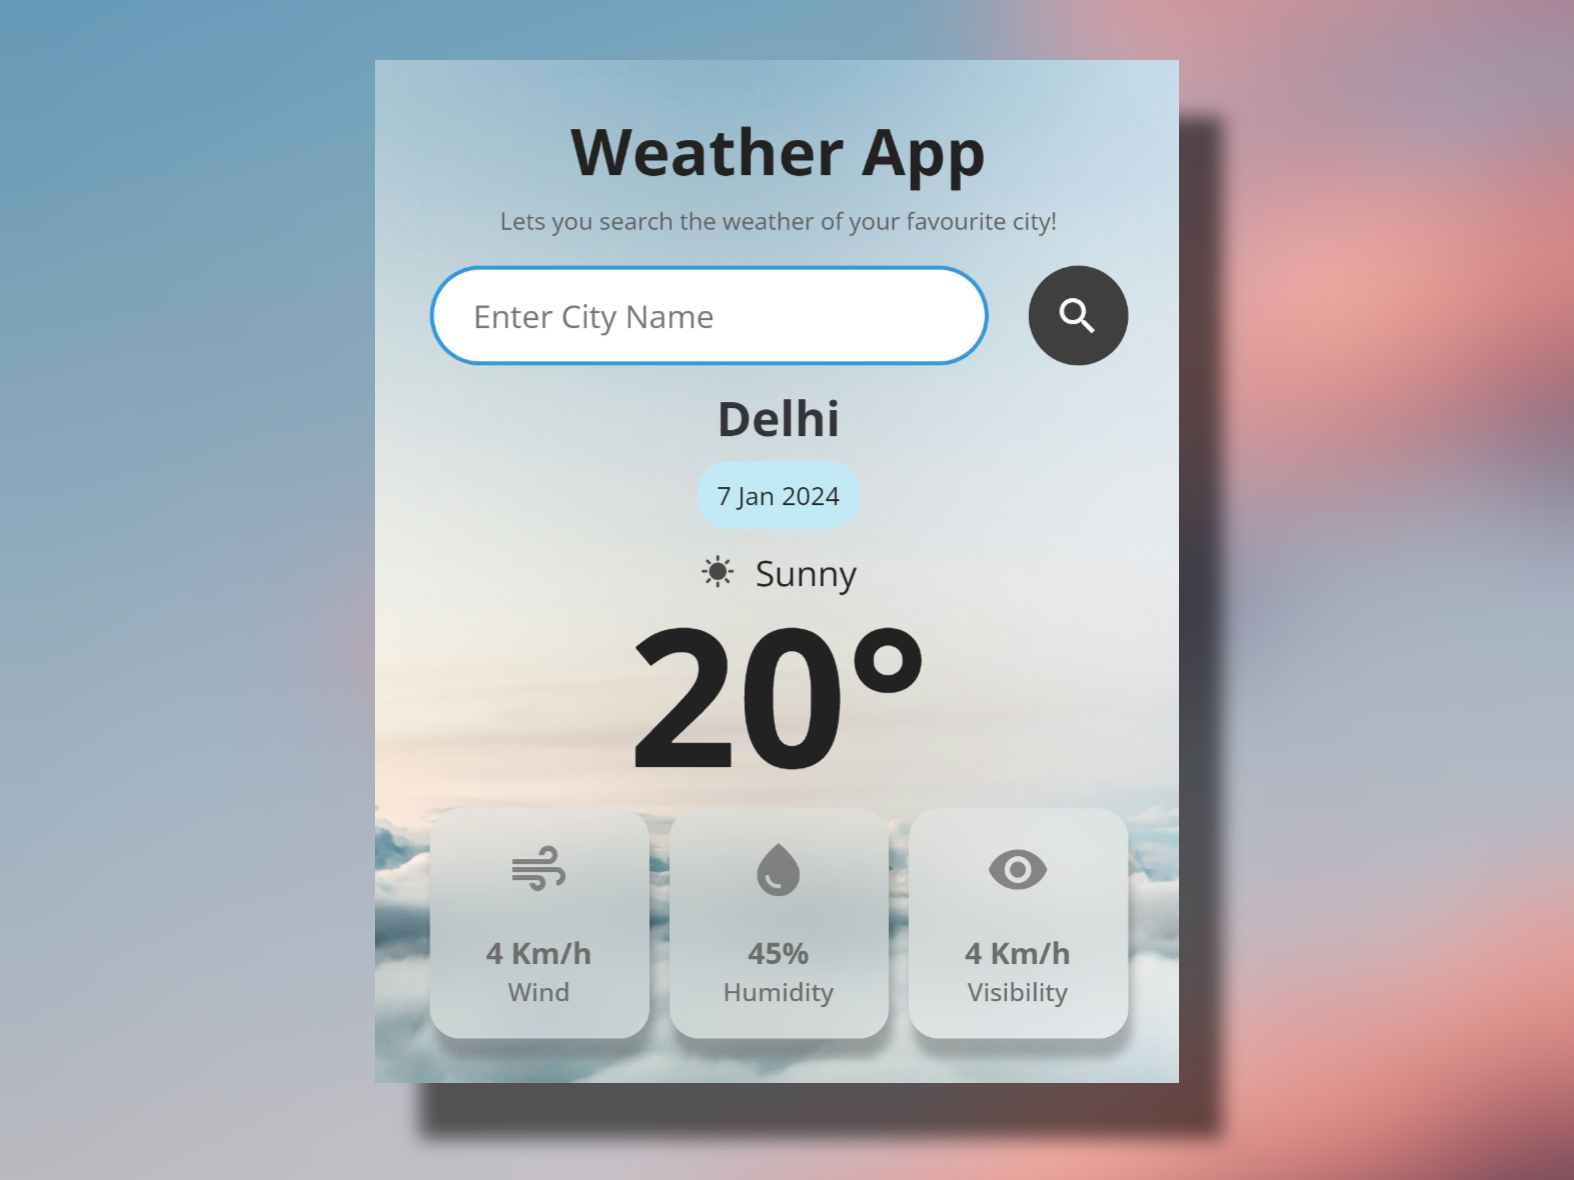 Weather App
Lets you search the weather of your favourite city!
Enter City Name
Delhi
7 Jan 2024
Sunny
20°
4 Km/h
Wind
45%
Humidity
4 Km/h
Visibility